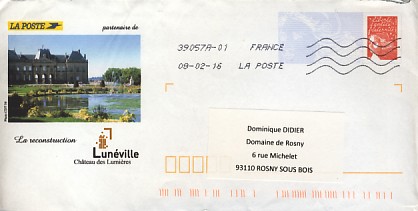 LA POSTE
partenaire de
39057A-01 FRANCE
09-02-16 LA POSTE
La reconstruction
Lunéville
Château des Lumières
Dominique DIDIER
Domaine de Rosny
6 rue Michelet
93110 ROSNY SOUS BOIS